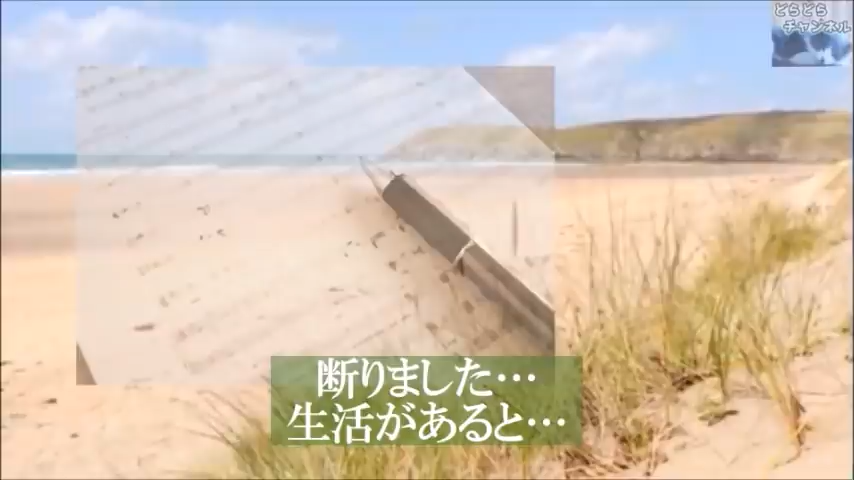 どらどら
チャンネル
断りました…
生活があると…